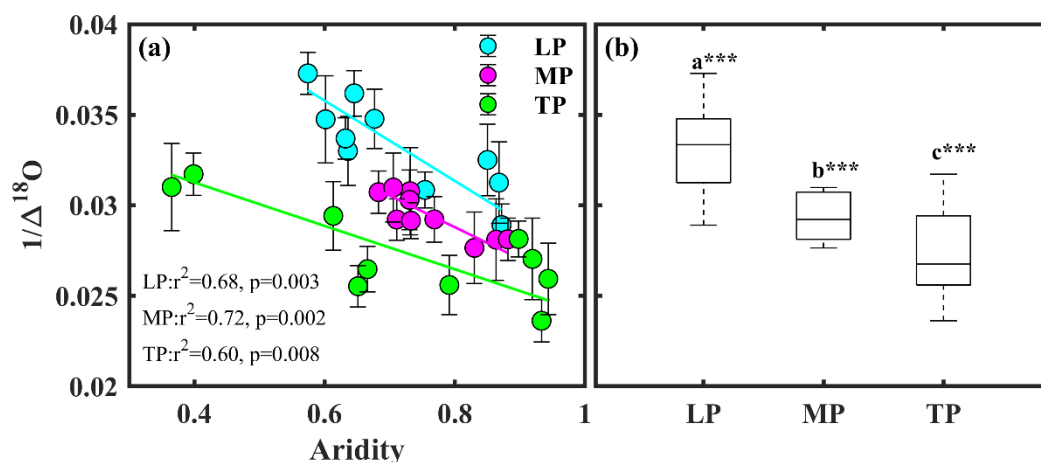 0.04
(a)
LP
MP
TP
0.035
0.03
0.025
0.02
1/Δ¹⁸O
LP:r²=0.68, p=0.003
MP:r²=0.72, p=0.002
TP:r²=0.60, p=0.008
0.4 0.6 0.8 1
Aridity
(b)
a***
b***
c***
LP MP TP